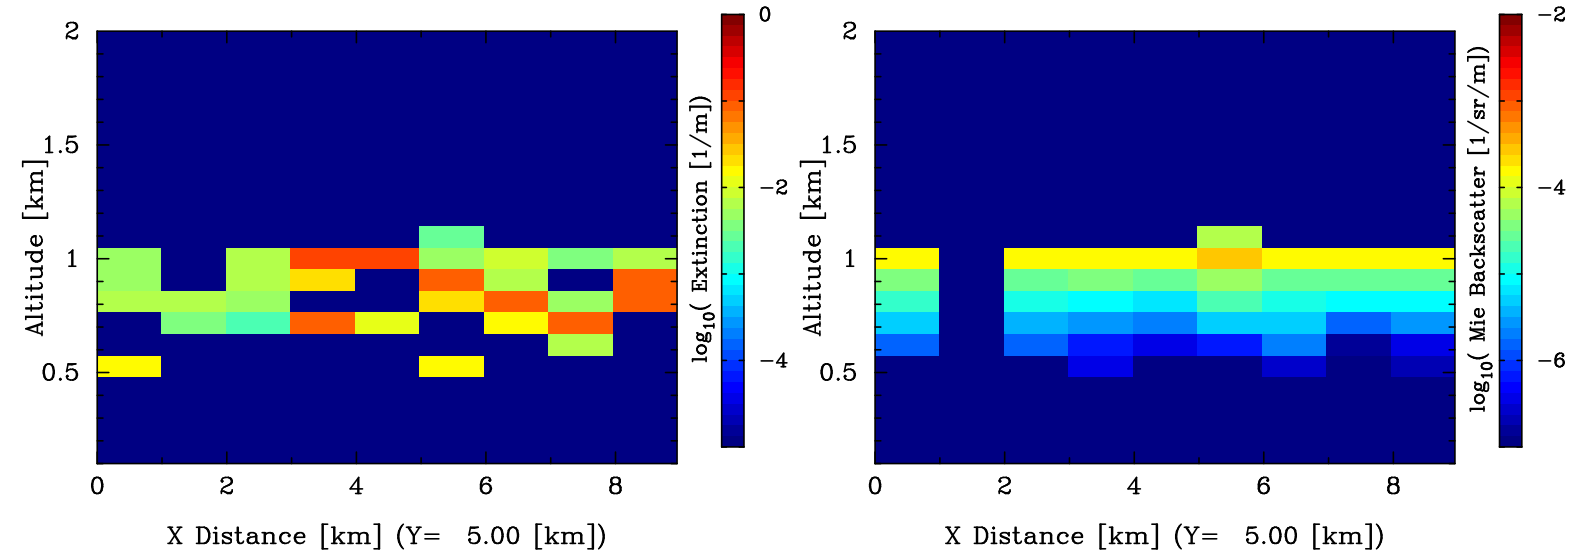 0
−2
2
2
1.5
1.5
log10( Extinction [1/m])
log10( Mie Backscatter [1/sr/m])
Altitude [km]
Altitude [km]
−2
−4
1
1
−4
−6
0.5
0.5
0 2 4 6 8
0 2 4 6 8
X Distance [km] (Y= 5.00 [km])
X Distance [km] (Y= 5.00 [km])